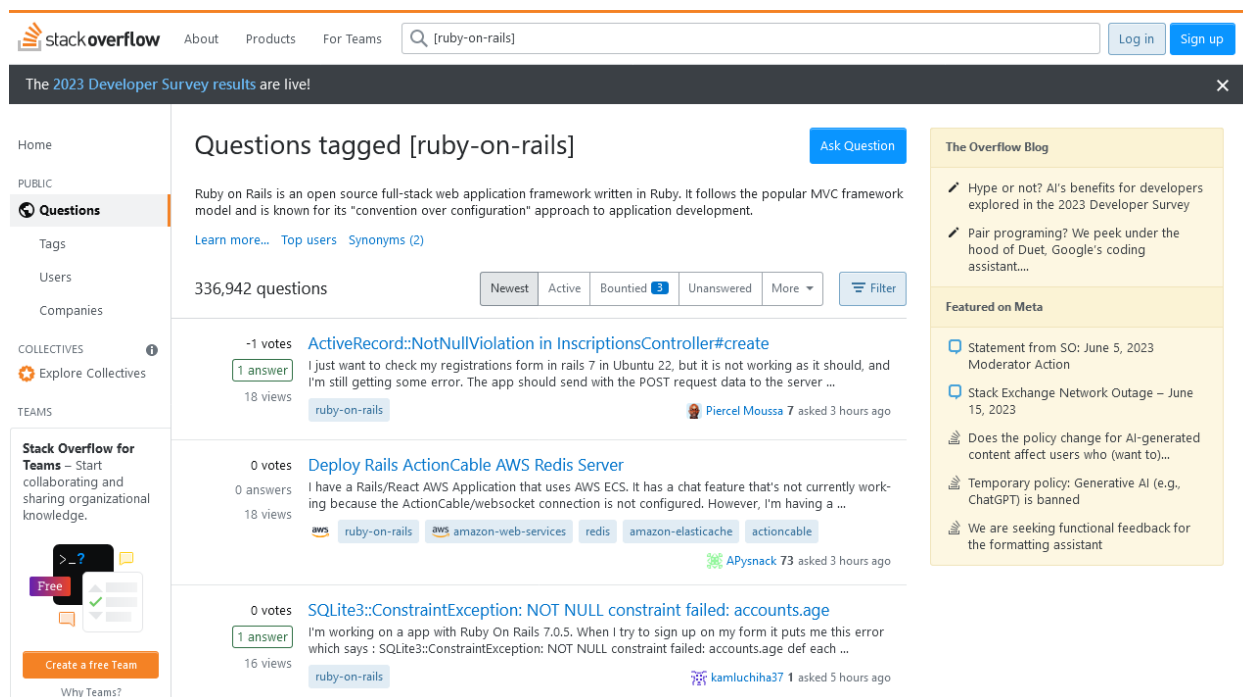 stackoverflow About Products For Teams [ruby-on-rails] Log in Sign up
The 2023 Developer Survey results are live!
Home
PUBLIC
Questions
Tags
Users
Companies
COLLECTIVES
Explore Collectives
TEAMS
Stack Overflow for
Teams – Start
collaborating and
sharing organizational
knowledge.
>_?
Free
Create a free Team
Why Teams?
Questions tagged [ruby-on-rails]
Ask Question
Ruby on Rails is an open source full-stack web application framework written in Ruby. It follows the popular MVC framework
model and is known for its "convention over configuration" approach to application development.
Learn more... Top users Synonyms (2)
336,942 questions
Newest Active Bountied 3 Unanswered More Filter
-1 votes
1 answer
18 views
ActiveRecord::NotNullViolation in InscriptionsController#create
I just want to check my registrations form in rails 7 in Ubuntu 22, but it is not working as it should, and
I'm still getting some error. The app should send with the POST request data to the server ...
ruby-on-rails
Piercel Moussa 7 asked 3 hours ago
0 votes
0 answers
18 views
Deploy Rails ActionCable AWS Redis Server
I have a Rails/React AWS Application that uses AWS ECS. It has a chat feature that's not currently work-
ing because the ActionCable/websocket connection is not configured. However, I'm having a ...
aws ruby-on-rails aws amazon-web-services redis amazon-elasticache actioncable
APysnack 73 asked 3 hours ago
0 votes
1 answer
16 views
SQLite3::ConstraintException: NOT NULL constraint failed: accounts.age
I'm working on a app with Ruby On Rails 7.0.5. When I try to sign up on my form it puts me this error
which says : SQLite3::ConstraintException: NOT NULL constraint failed: accounts.age def each ...
ruby-on-rails
kamluchiha37 1 asked 5 hours ago
The Overflow Blog
Hype or not? AI's benefits for developers
explored in the 2023 Developer Survey
Pair programing? We peek under the
hood of Duet, Google's coding
assistant....
Featured on Meta
Statement from SO: June 5, 2023
Moderator Action
Stack Exchange Network Outage – June
15, 2023
Does the policy change for AI-generated
content affect users who (want to)...
Temporary policy: Generative AI (e.g.,
ChatGPT) is banned
We are seeking functional feedback for
the formatting assistant